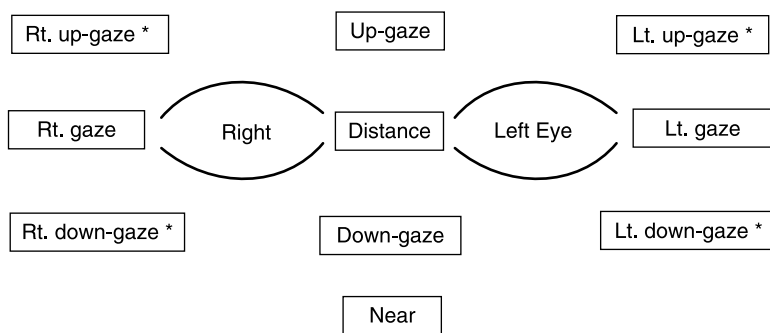 Rt. up-gaze *
Up-gaze
Lt. up-gaze *
Rt. gaze
Right
Distance
Left Eye
Lt. gaze
Rt. down-gaze *
Down-gaze
Lt. down-gaze *
Near